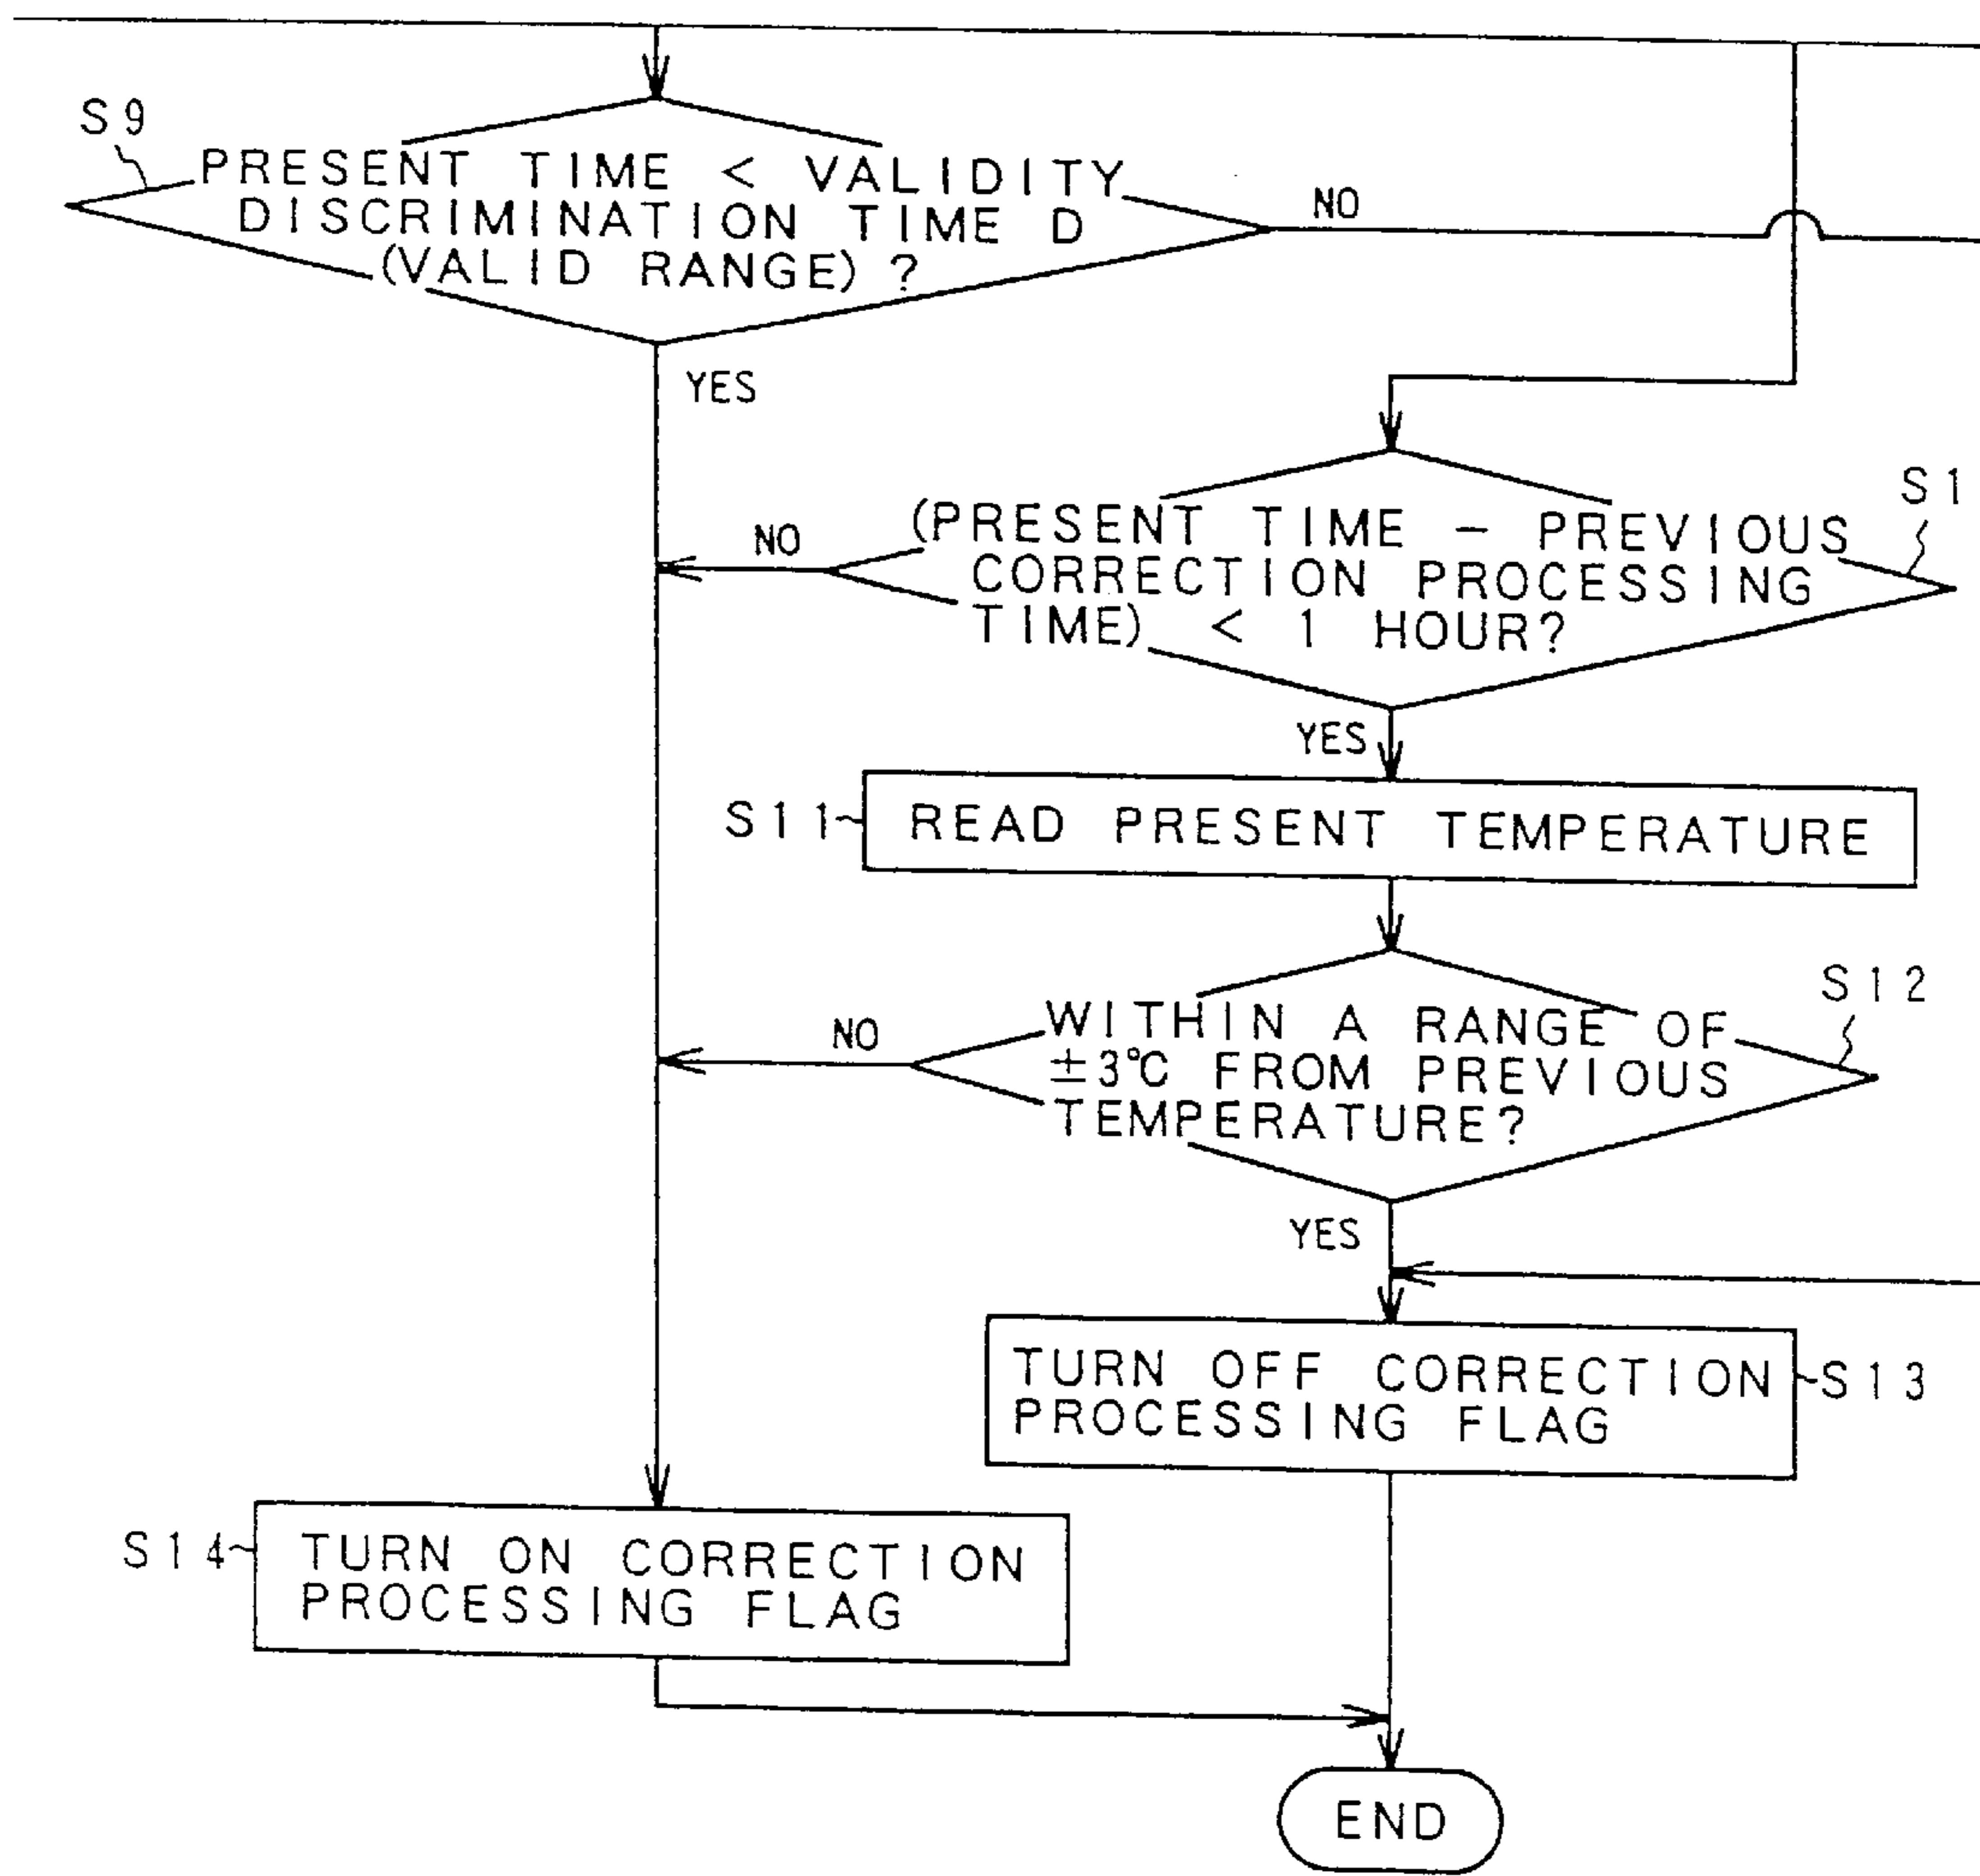 S9
PRESENT TIME < VALIDITY
DISCRIMINATION TIME D
(VALID RANGE) ?
NO
YES
S1
(PRESENT TIME - PREVIOUS
CORRECTION PROCESSING
TIME) < 1 HOUR?
NO
YES
S11
READ PRESENT TEMPERATURE
S12
WITHIN A RANGE OF
±3℃ FROM PREVIOUS
TEMPERATURE?
NO
YES
TURN OFF CORRECTION
PROCESSING FLAG
S13
S14
TURN ON CORRECTION
PROCESSING FLAG
END